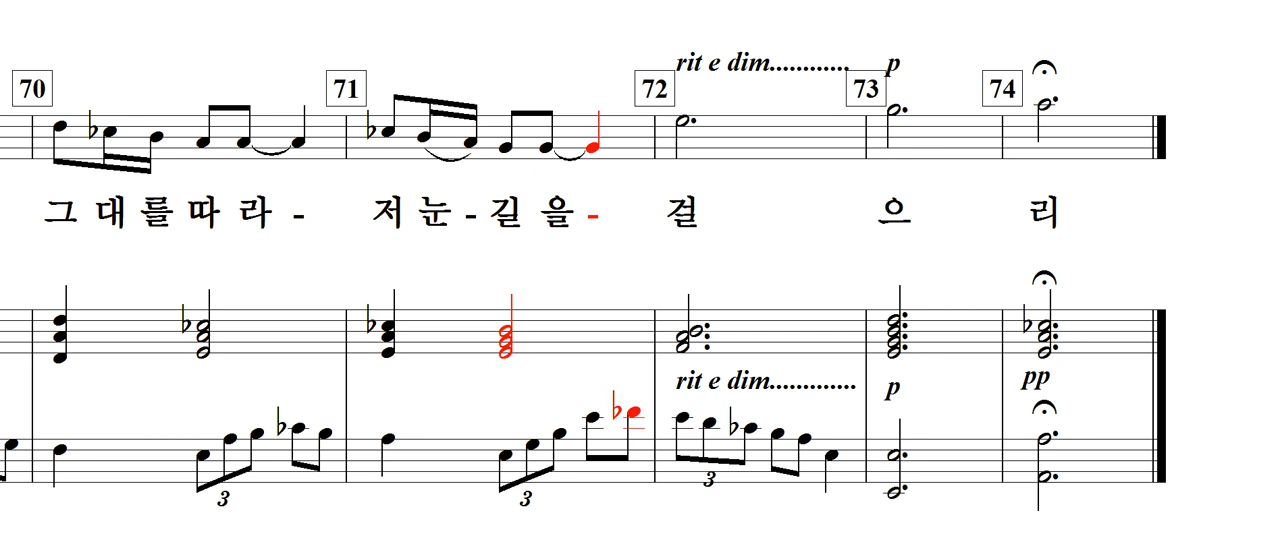 rit e dim............ p
70 71 72 73 74
그 대 를 따 라 - 저 눈 - 길 을 - 걸 으 리
rit e dim............. p pp
3 3 3